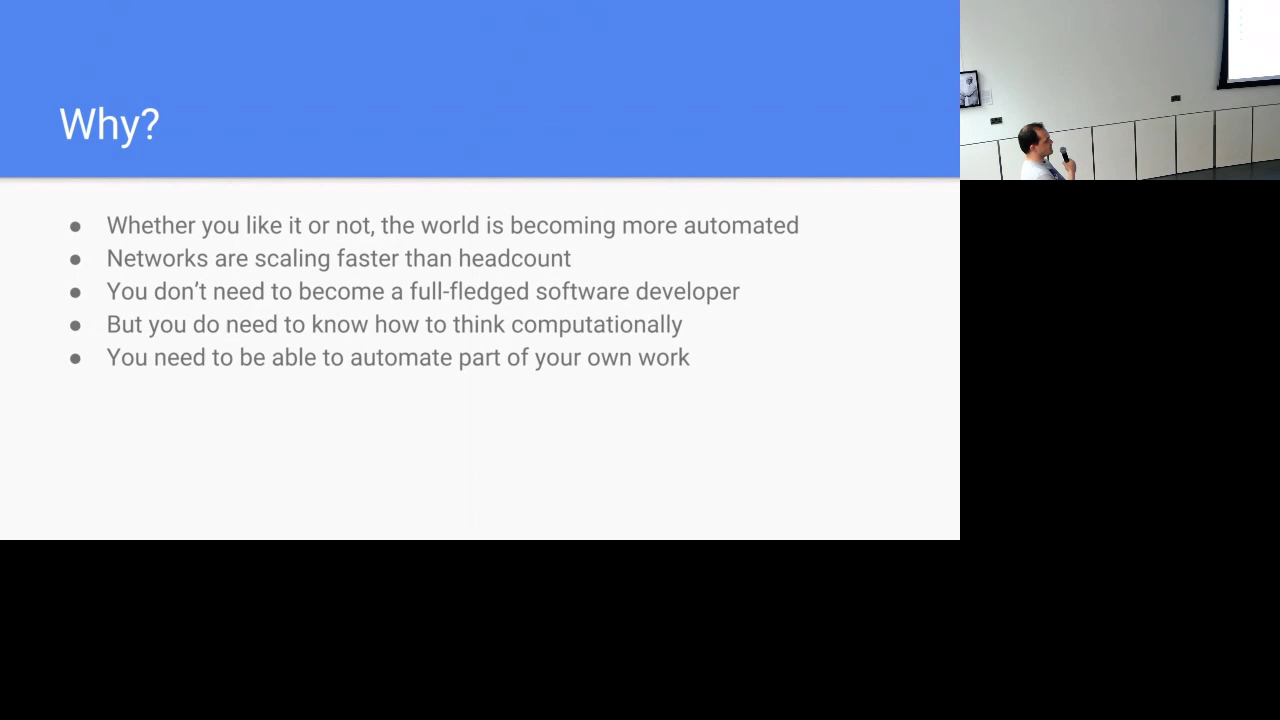 Why?
● Whether you like it or not, the world is becoming more automated
● Networks are scaling faster than headcount
● You don’t need to become a full-fledged software developer
● But you do need to know how to think computationally
● You need to be able to automate part of your own work